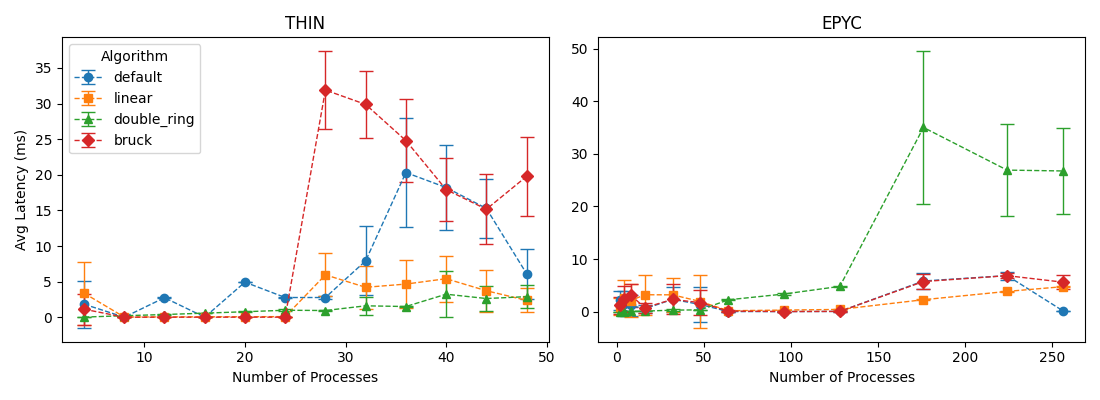 THIN
Algorithm
default
linear
double_ring
bruck
Avg Latency (ms)
35
30
25
20
15
10
5
0
10
20
30
40
50
Number of Processes
EPYC
50
40
30
20
10
0
0
50
100
150
200
250
Number of Processes